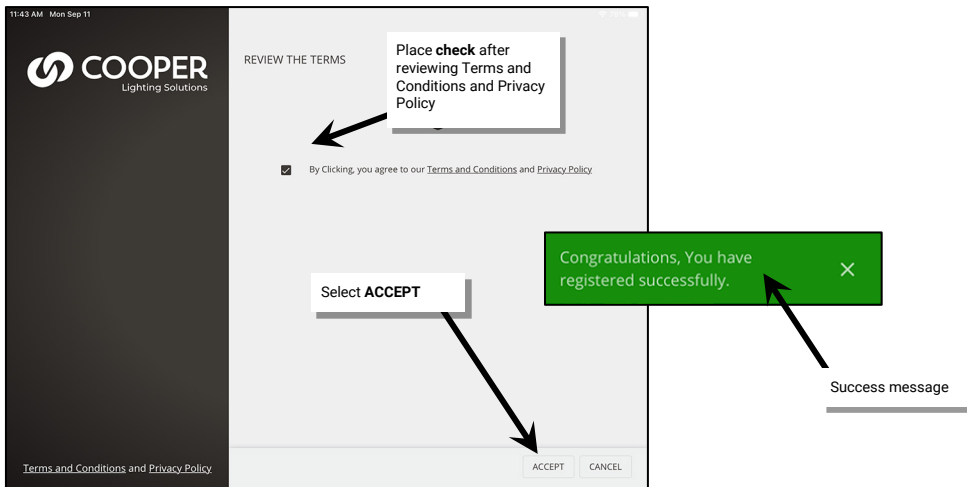 11:43 AM Mon Sep 11
COOPER
Lighting Solutions
REVIEW THE TERMS
Place check after
reviewing Terms and
Conditions and Privacy
Policy
By Clicking, you agree to our Terms and Conditions and Privacy Policy
Congratulations, You have
registered successfully.
Select ACCEPT
Success message
Terms and Conditions and Privacy Policy
ACCEPT
CANCEL